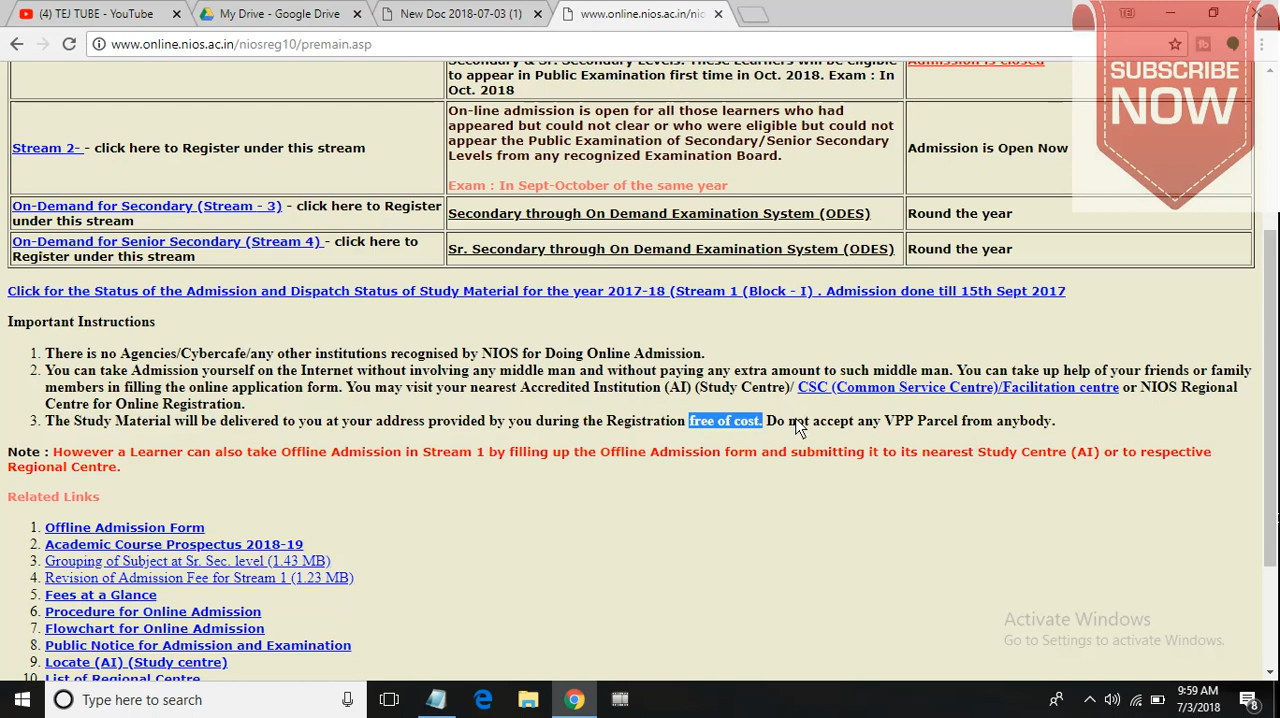 (4) TEJ TUBE - YouTube
My Drive - Google Drive
New Doc 2018-07-03 (1)
www.online.nios.ac.in/nio
TEJ
www.online.nios.ac.in/niosreg10/premain.asp
SUBSCRIBE
NOW
Secondary & Sr. Secondary Levels. These Learners will be eligible
to appear in Public Examination first time in Oct. 2018. Exam : In
Oct. 2018
Admission is closed
Stream 2- - click here to Register under this stream
On-line admission is open for all those learners who had
appeared but could not clear or who were eligible but could not
appear the Public Examination of Secondary/Senior Secondary
Levels from any recognized Examination Board.
Exam : In Sept-October of the same year
Admission is Open Now
On-Demand for Secondary (Stream - 3) - click here to Register
under this stream
Secondary through On Demand Examination System (ODES)
Round the year
On-Demand for Senior Secondary (Stream 4) - click here to
Register under this stream
Sr. Secondary through On Demand Examination System (ODES)
Round the year
Click for the Status of the Admission and Dispatch Status of Study Material for the year 2017-18 (Stream 1 (Block - I) . Admission done till 15th Sept 2017
Important Instructions
1. There is no Agencies/Cybercafe/any other institutions recognised by NIOS for Doing Online Admission.
2. You can take Admission yourself on the Internet without involving any middle man and without paying any extra amount to such middle man. You can take up help of your friends or family
members in filling the online application form. You may visit your nearest Accredited Institution (AI) (Study Centre)/ CSC (Common Service Centre)/Facilitation centre or NIOS Regional
Centre for Online Registration.
3. The Study Material will be delivered to you at your address provided by you during the Registration free of cost. Do not accept any VPP Parcel from anybody.
Note : However a Learner can also take Offline Admission in Stream 1 by filling up the Offline Admission form and submitting it to its nearest Study Centre (AI) or to respective
Regional Centre.
Related Links
1. Offline Admission Form
2. Academic Course Prospectus 2018-19
3. Grouping of Subject at Sr. Sec. level (1.43 MB)
4. Revision of Admission Fee for Stream 1 (1.23 MB)
5. Fees at a Glance
6. Procedure for Online Admission
7. Flowchart for Online Admission
8. Public Notice for Admission and Examination
9. Locate (AI) (Study centre)
10. List of Regional Centre
Activate Windows
Go to Settings to activate Windows.
Type here to search
9:59 AM
7/3/2018
8